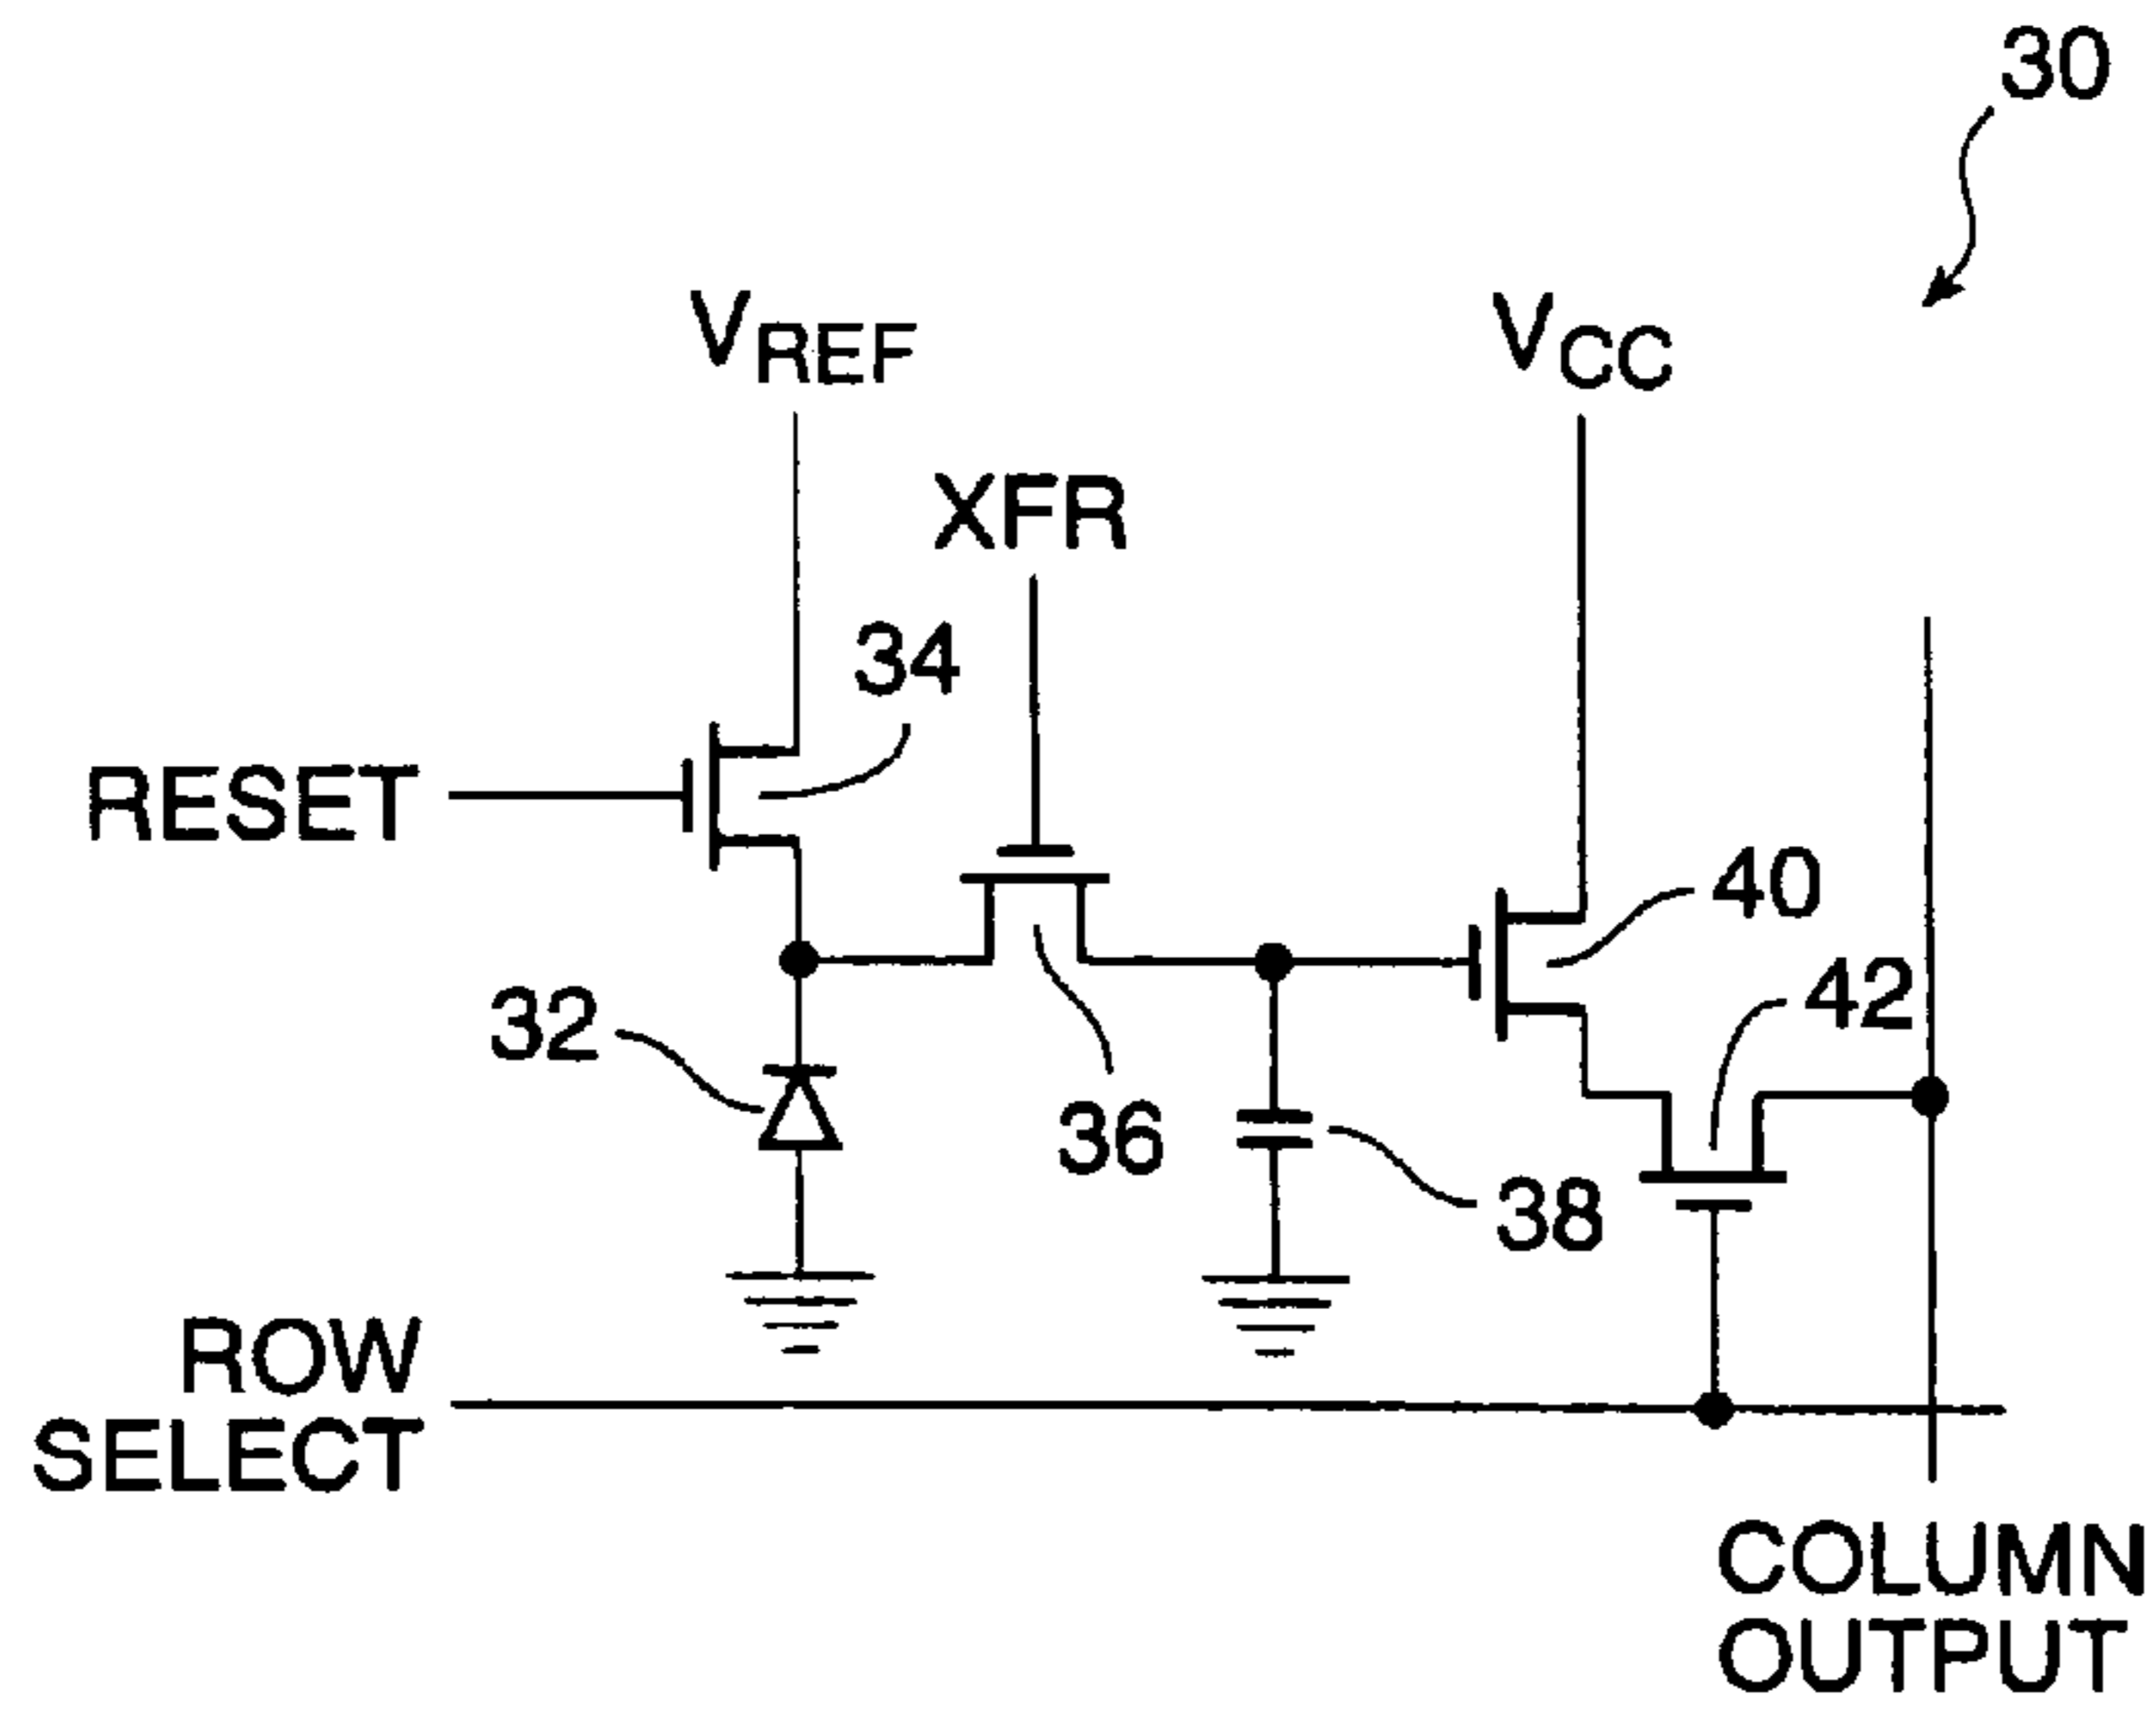 30
VREF
VCC
XFR
34
RESET
40
42
32
36
38
ROW
SELECT
COLUMN
OUTPUT